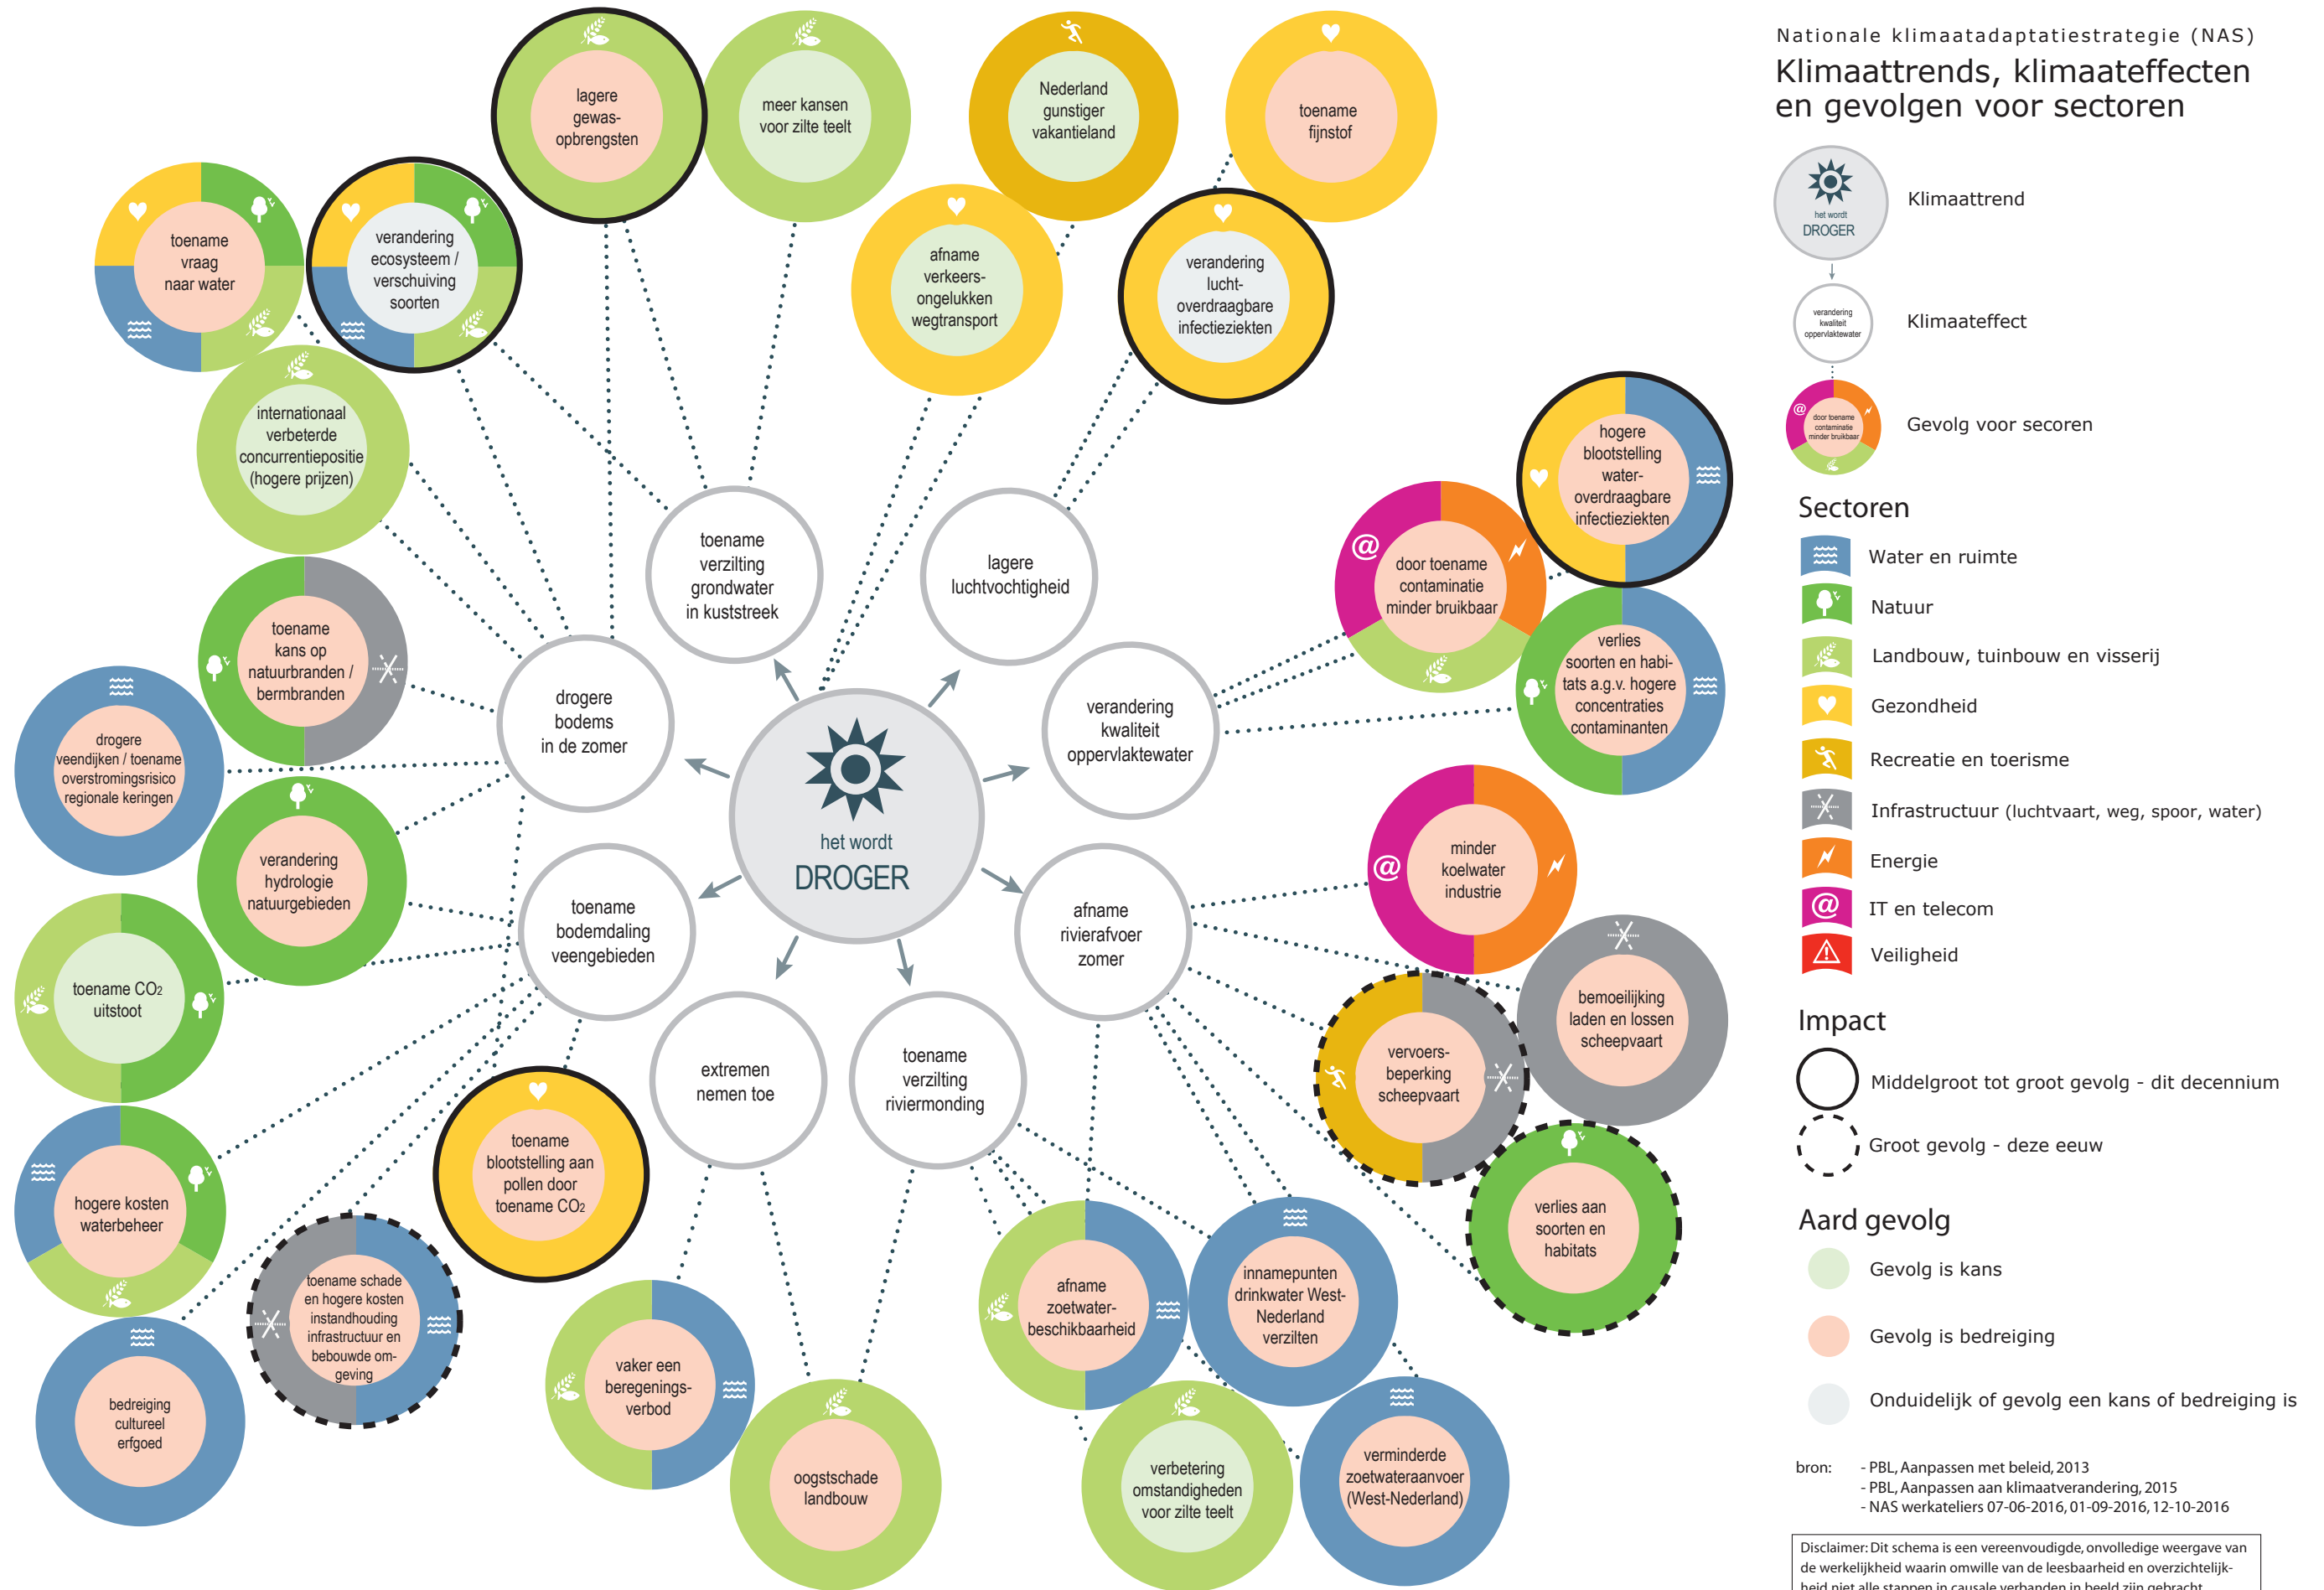 Nationale klimaatadaptatiestrategie (NAS)
Klimaattrends, klimaateffecten
en gevolgen voor sectoren
het wordt
DROGER
Klimaattrend
verandering
kwaliteit
oppervlaktewater
Klimaateffect
@
door toename
contaminatie
minder bruikbaar
Gevolg voor secoren
Sectoren
Water en ruimte
Natuur
Landbouw, tuinbouw en visserij
Gezondheid
Recreatie en toerisme
Infrastructuur (luchtvaart, weg, spoor, water)
Energie
@
IT en telecom
Veiligheid
Impact
Middelgroot tot groot gevolg - dit decennium
Groot gevolg - deze eeuw
Aard gevolg
Gevolg is kans
Gevolg is bedreiging
Onduidelijk of gevolg een kans of bedreiging is
bron:
- PBL, Aanpassen met beleid, 2013
- PBL, Aanpassen aan klimaatverandering, 2015
- NAS werkateliers 07-06-2016, 01-09-2016, 12-10-2016
Disclaimer: Dit schema is een vereenvoudigde, onvolledige weergave van
de werkelijkheid waarin omwille van de leesbaarheid en overzichtelijk-
heid niet alle stappen in causale verbanden in beeld zijn gebracht
lagere
gewas-
opbrengsten
meer kansen
voor zilte teelt
Nederland
gunstiger
vakantieland
toename
fijnstof
toename
vraag
naar water
verandering
ecosysteem /
verschuiving
soorten
afname
verkeers-
ongelukken
wegtransport
verandering
lucht-
overdraagbare
infectieziekten
internationaal
verbeterde
concurrentiepositie
(hogere prijzen)
hogere
blootstelling
water-
overdraagbare
infectieziekten
@
door toename
contaminatie
minder bruikbaar
toename
verzilting
grondwater
in kuststreek
lagere
luchtvochtigheid
toename
kans op
natuurbranden /
bermbranden
verlies
soorten en habi-
tats a.g.v. hogere
concentraties
contaminanten
drogere
bodems
in de zomer
verandering
kwaliteit
oppervlaktewater
drogere
veendijken / toename
overstromingsrisico
regionale keringen
het wordt
DROGER
verandering
hydrologie
natuurgebieden
@
minder
koelwater
industrie
toename
bodemdaling
veengebieden
afname
rivierafvoer
zomer
toename CO2
uitstoot
bemoeilijking
laden en lossen
scheepvaart
extremen
nemen toe
toename
verzilting
riviermonding
vervoers-
beperking
scheepvaart
toename
blootstelling aan
pollen door
toename CO2
hogere kosten
waterbeheer
verlies aan
soorten en
habitats
toename schade
en hogere kosten
instandhouding
infrastructuur en
bebouwde om-
geving
afname
zoetwater-
beschikbaarheid
innamepunten
drinkwater West-
Nederland
verzilten
bedreiging
cultureel
erfgoed
vaker een
beregenings-
verbod
oogstschade
landbouw
verbetering
omstandigheden
voor zilte teelt
verminderde
zoetwateraanvoer
(West-Nederland)